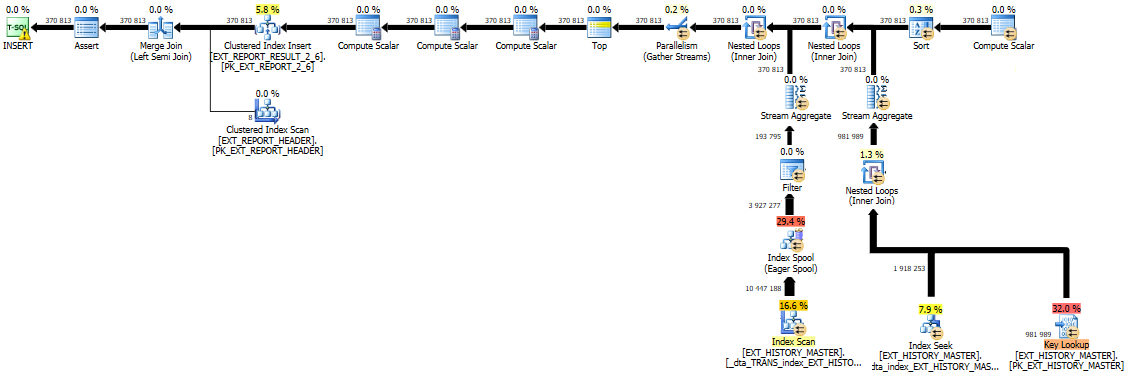 0.0 %
0.0 %
0.0 %
5.8 %
0.0 %
0.0 %
0.0 %
0.0 %
0.2 %
0.0 %
0.0 %
0.3 %
0.0 %
T-SQL
370 813
370 813
370 813
370 813
370 813
370 813
370 813
370 813
370 813
370 813
370 813
370 813
INSERT
Assert
Merge Join
(Left Semi Join)
Clustered Index Insert
[EXT_REPORT_RESULT_2_6].
[PK_EXT_REPORT_2_6]
Compute Scalar
Compute Scalar
Compute Scalar
Top
Parallelism
(Gather Streams)
Nested Loops
(Inner Join)
Nested Loops
(Inner Join)
Sort
Compute Scalar
370 813
370 813
0.0 %
0.0 %
0.0 %
8
Clustered Index Scan
[EXT_REPORT_HEADER].
[PK_EXT_REPORT_HEADER]
Stream Aggregate
Stream Aggregate
193 795
981 989
0.0 %
1.3 %
Filter
Nested Loops
(Inner Join)
3 927 277
29.4 %
Index Spool
(Eager Spool)
1 918 253
10 447 188
16.6 %
7.9 %
32.0 %
981 989
Index Scan
[EXT_HISTORY_MASTER].
[_dta_TRANS_index_EXT_HISTO...
Index Seek
[EXT_HISTORY_MASTER].
dta_index_EXT_HISTORY_MAS...
Key Lookup
[EXT_HISTORY_MASTER].
[PK_EXT_HISTORY_MASTER]